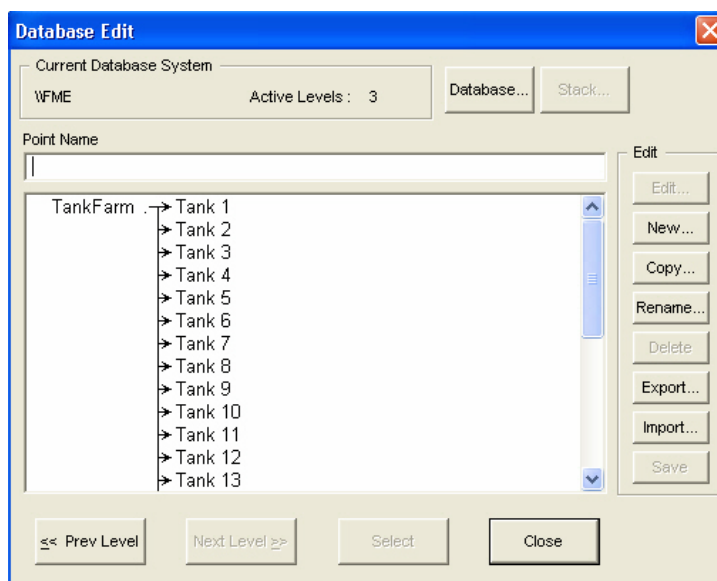 Database Edit
Current Database System
\\FME Active Levels : 3
Database...
Stack...
Point Name
Edit
TankFarm . Tank 1
Tank 2
Tank 3
Tank 4
Tank 5
Tank 6
Tank 7
Tank 8
Tank 9
Tank 10
Tank 11
Tank 12
Tank 13
Edit...
New...
Copy...
Rename...
Delete
Export...
Import...
Save
<< Prev Level
Next Level >>
Select
Close